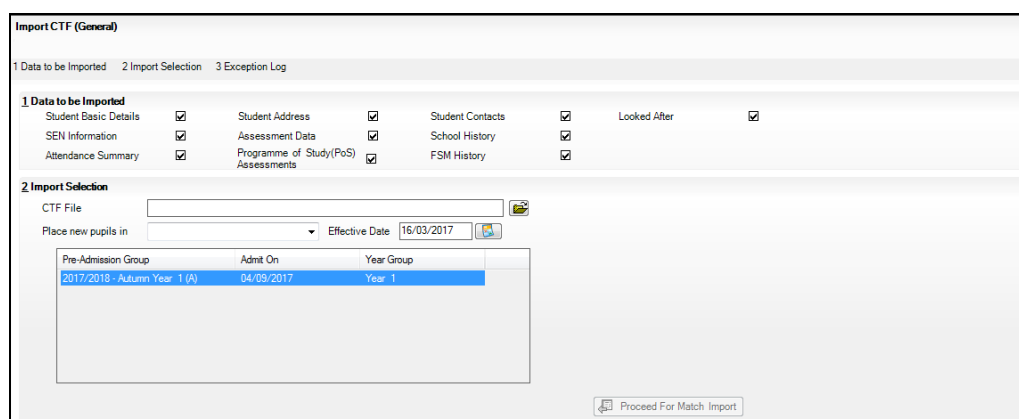 Import CTF (General)
1 Data to be Imported 2 Import Selection 3 Exception Log
1 Data to be Imported
Student Basic Details Student Address Student Contacts Looked After
SEN Information Assessment Data School History
Attendance Summary Programme of Study(PoS) Assessments FSM History
2 Import Selection
CTF File
Place new pupils in Effective Date 16/03/2017
Pre-Admission Group Admit On Year Group
2017/2018 - Autumn Year 1 (A) 04/09/2017 Year 1
Proceed For Match Import